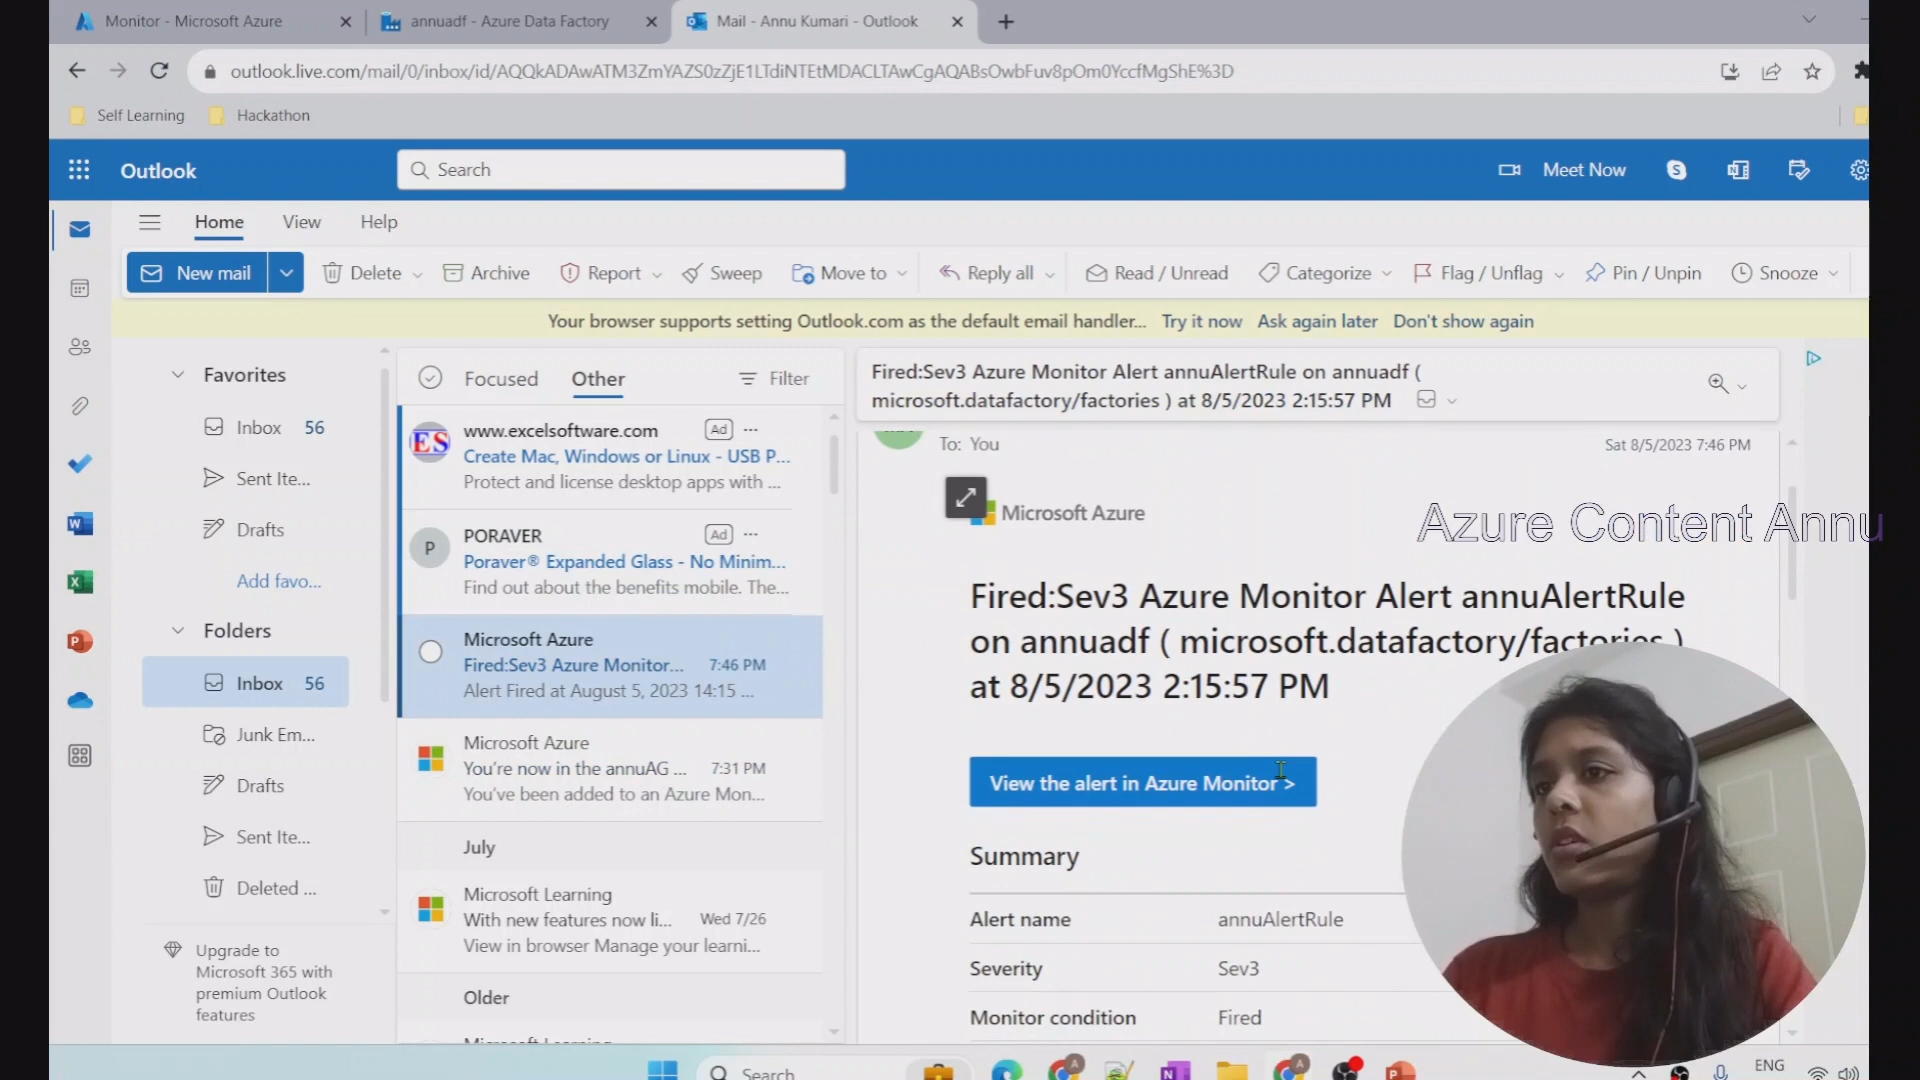 Monitor - Microsoft Azure
annuadf - Azure Data Factory
Mail - Annu Kumari - Outlook
outlook.live.com/mail/0/inbox/id/AQQkADAwATM3ZmYAZS0zZjE1LTdiNTEtMDACLTAwCgAQABsOwbFuv8pOm0YccfMgShE%3D
Self Learning
Hackathon
Outlook
Search
Meet Now
Home
View
Help
New mail
Delete
Archive
Report
Sweep
Move to
Reply all
Read / Unread
Categorize
Flag / Unflag
Pin / Unpin
Snooze
Your browser supports setting Outlook.com as the default email handler... Try it now Ask again later Don't show again
Favorites
Inbox 56
Sent Ite...
Drafts
Add favo...
Folders
Inbox 56
Junk Em...
Drafts
Sent Ite...
Deleted ...
Upgrade to
Microsoft 365 with
premium Outlook
features
Focused
Other
Filter
ES
www.excelsoftware.com Ad
Create Mac, Windows or Linux - USB P...
Protect and license desktop apps with ...
P
PORAVER Ad
Poraver® Expanded Glass - No Minim...
Find out about the benefits mobile. The...
Microsoft Azure
Fired:Sev3 Azure Monitor... 7:46 PM
Alert Fired at August 5, 2023 14:15 ...
Microsoft Azure
You're now in the annuAG ... 7:31 PM
You've been added to an Azure Mon...
July
Microsoft Learning
With new features now li... Wed 7/26
View in browser Manage your learni...
Older
Microsoft Learning
Fired:Sev3 Azure Monitor Alert annuAlertRule on annuadf (
microsoft.datafactory/factories ) at 8/5/2023 2:15:57 PM
To: You
Sat 8/5/2023 7:46 PM
Microsoft Azure
Azure Content Annu
Fired:Sev3 Azure Monitor Alert annuAlertRule
on annuadf ( microsoft.datafactory/factories )
at 8/5/2023 2:15:57 PM
View the alert in Azure Monitor >
Summary
Alert name annuAlertRule
Severity Sev3
Monitor condition Fired
Search
ENG